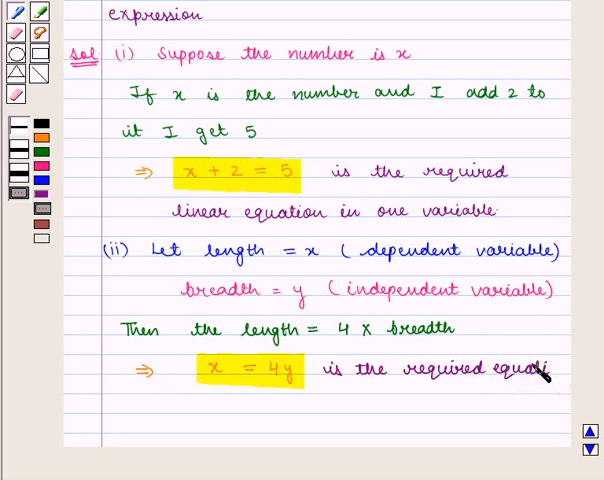 expression
Sol (i) Suppose the number is x
If x is the number and I add 2 to
it I get 5
⇒ x + 2 = 5 is the required
linear equation in one variable.
(ii) Let length = x (dependent variable)
breadth = y (independent variable)
Then the length = 4 × breadth
⇒ x = 4y is the required equati